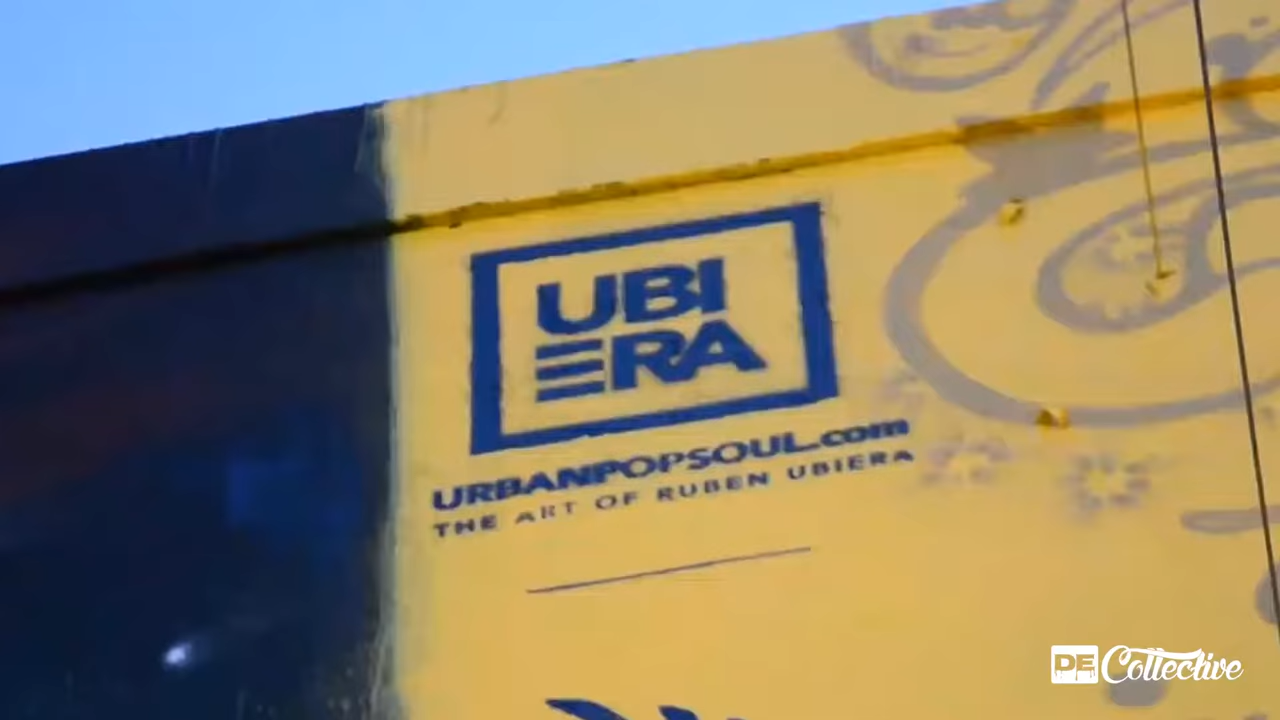 UBI
ERA
URBANPOPSOUL.com
THE ART OF RUBEN UBIERA
DE Collective